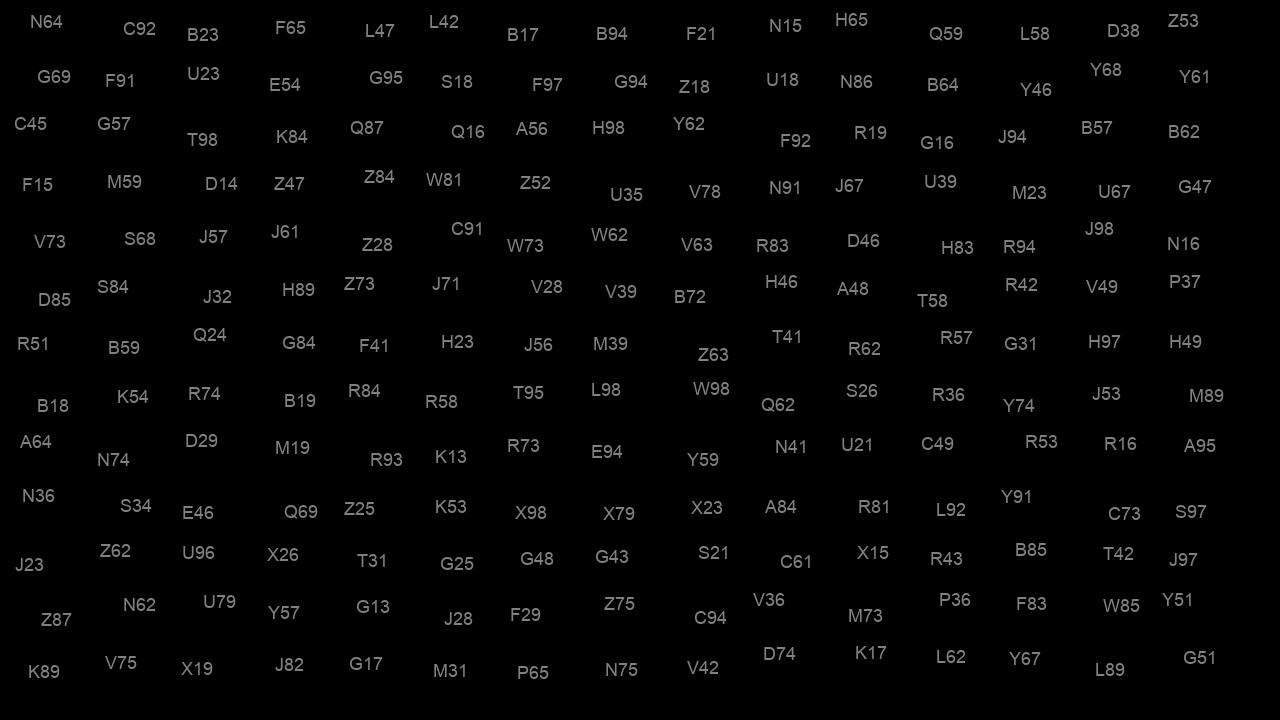 N64 C92 B23 F65 L47 L42 B17 B94 F21 N15 H65 Q59 L58 D38 Z53
G69 F91 U23 E54 G95 S18 F97 G94 Z18 U18 N86 B64 Y46 Y68 Y61
C45 G57 T98 K84 Q87 Q16 A56 H98 Y62 F92 R19 G16 J94 B57 B62
F15 M59 D14 Z47 Z84 W81 Z52 U35 V78 N91 J67 U39 M23 U67 G47
V73 S68 J57 J61 Z28 C91 W73 W62 V63 R83 D46 H83 R94 J98 N16
D85 S84 J32 H89 Z73 J71 V28 V39 B72 H46 A48 T58 R42 V49 P37
R51 B59 Q24 G84 F41 H23 J56 M39 Z63 T41 R62 R57 G31 H97 H49
B18 K54 R74 B19 R84 R58 T95 L98 W98 Q62 S26 R36 Y74 J53 M89
A64 N74 D29 M19 R93 K13 R73 E94 Y59 N41 U21 C49 R53 R16 A95
N36 S34 E46 Q69 Z25 K53 X98 X79 X23 A84 R81 L92 Y91 C73 S97
J23 Z62 U96 X26 T31 G25 G48 G43 S21 C61 X15 R43 B85 T42 J97
Z87 N62 U79 Y57 G13 J28 F29 Z75 C94 V36 M73 P36 F83 W85 Y51
K89 V75 X19 J82 G17 M31 P65 N75 V42 D74 K17 L62 Y67 L89 G51